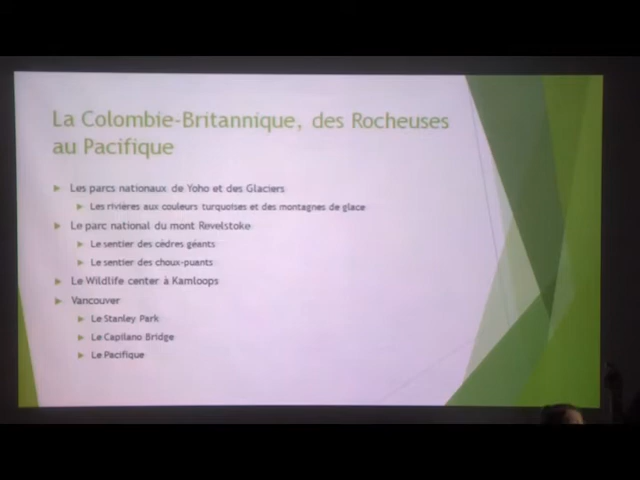 La Colombie-Britannique, des Rocheuses
au Pacifique
Les parcs nationaux de Yoho et des Glaciers
Les rivières aux couleurs turquoises et des montagnes de glace
Le parc national du mont Revelstoke
Le sentier des cèdres géants
Le sentier des choux-puants
Le Wildlife center à Kamloops
Vancouver
Le Stanley Park
Le Capilano Bridge
Le Pacifique